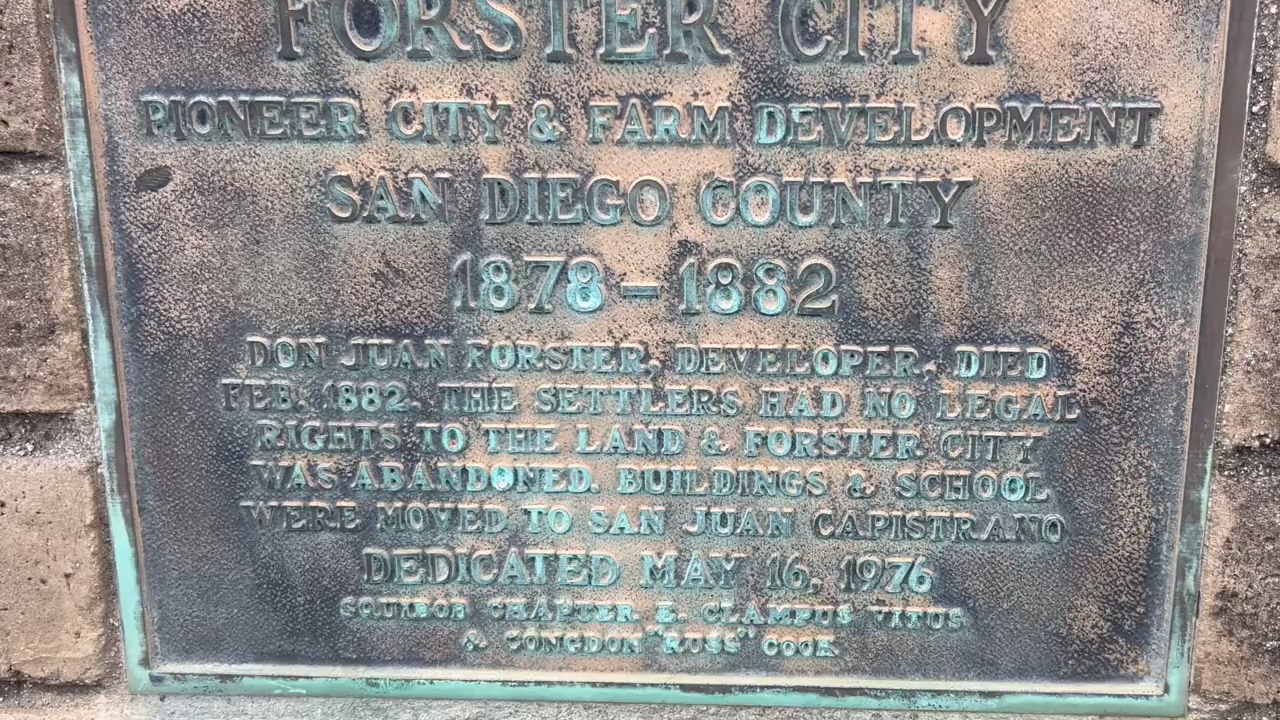 FORSTER CITY
PIONEER CITY & FARM DEVELOPMENT
SAN DIEGO COUNTY
1878 – 1882
DON JUAN FORSTER, DEVELOPER, DIED
FEB. 1882. THE SETTLERS HAD NO LEGAL
RIGHTS TO THE LAND & FORSTER CITY
WAS ABANDONED. BUILDINGS & SCHOOL
WERE MOVED TO SAN JUAN CAPISTRANO
DEDICATED MAY 16, 1976
SQUIBOB CHAPTER E. CLAMPUS VITUS
& CONGDON "RUSS" COOK